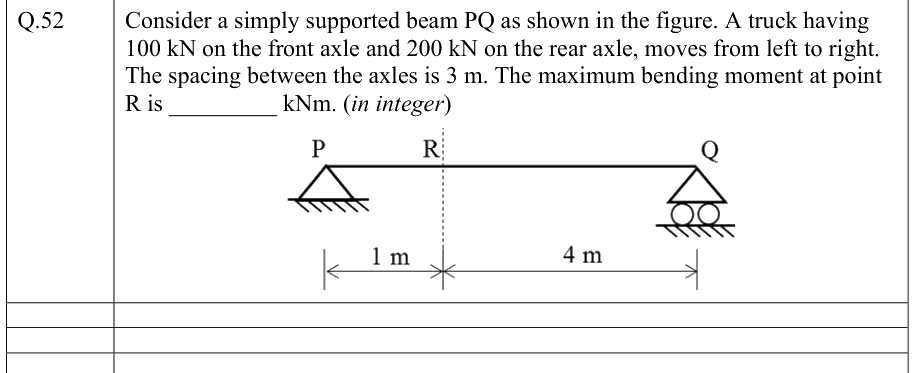 Q.52
Consider a simply supported beam PQ as shown in the figure. A truck having
100 kN on the front axle and 200 kN on the rear axle, moves from left to right.
The spacing between the axles is 3 m. The maximum bending moment at point
R is __________ kNm. (in integer)
P R Q
1 m 4 m